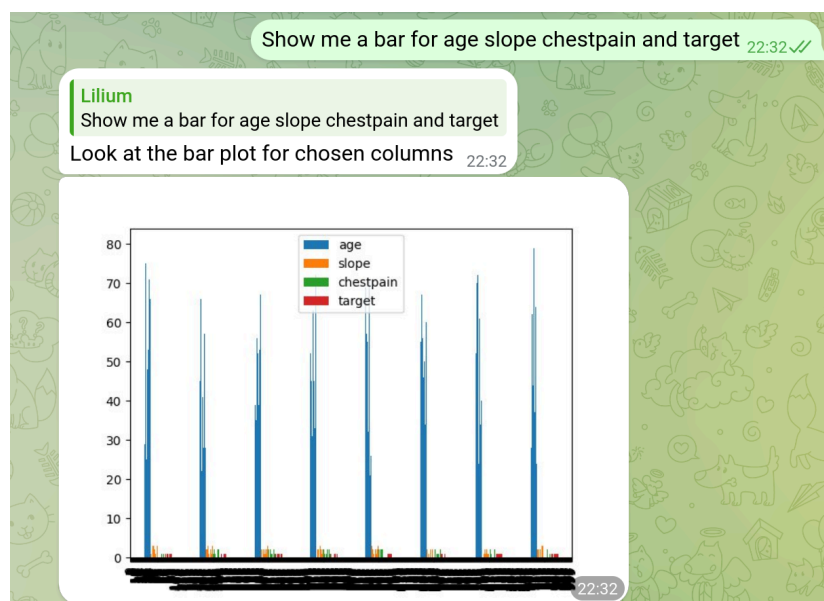 Show me a bar for age slope chestpain and target 22:32
Lilium
Show me a bar for age slope chestpain and target
Look at the bar plot for chosen columns 22:32
age
slope
chestpain
target
80
70
60
50
40
30
20
10
0
22:32